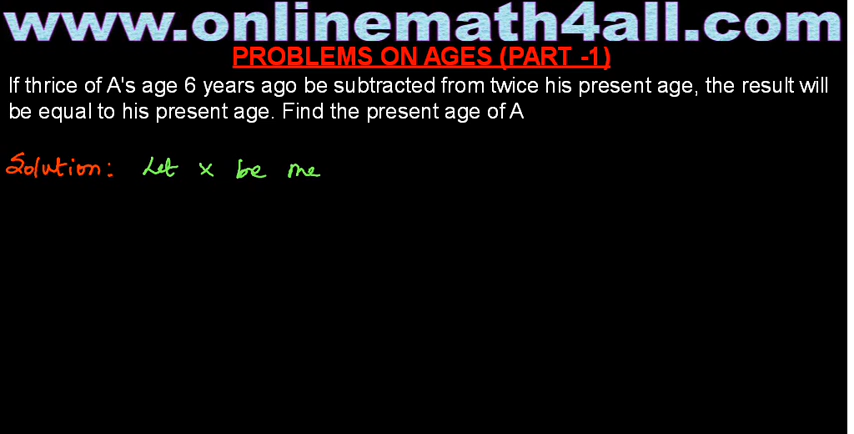 www.onlinemath4all.com
PROBLEMS ON AGES (PART -1)
If thrice of A's age 6 years ago be subtracted from twice his present age, the result will
be equal to his present age. Find the present age of A
Solution: Let x be the